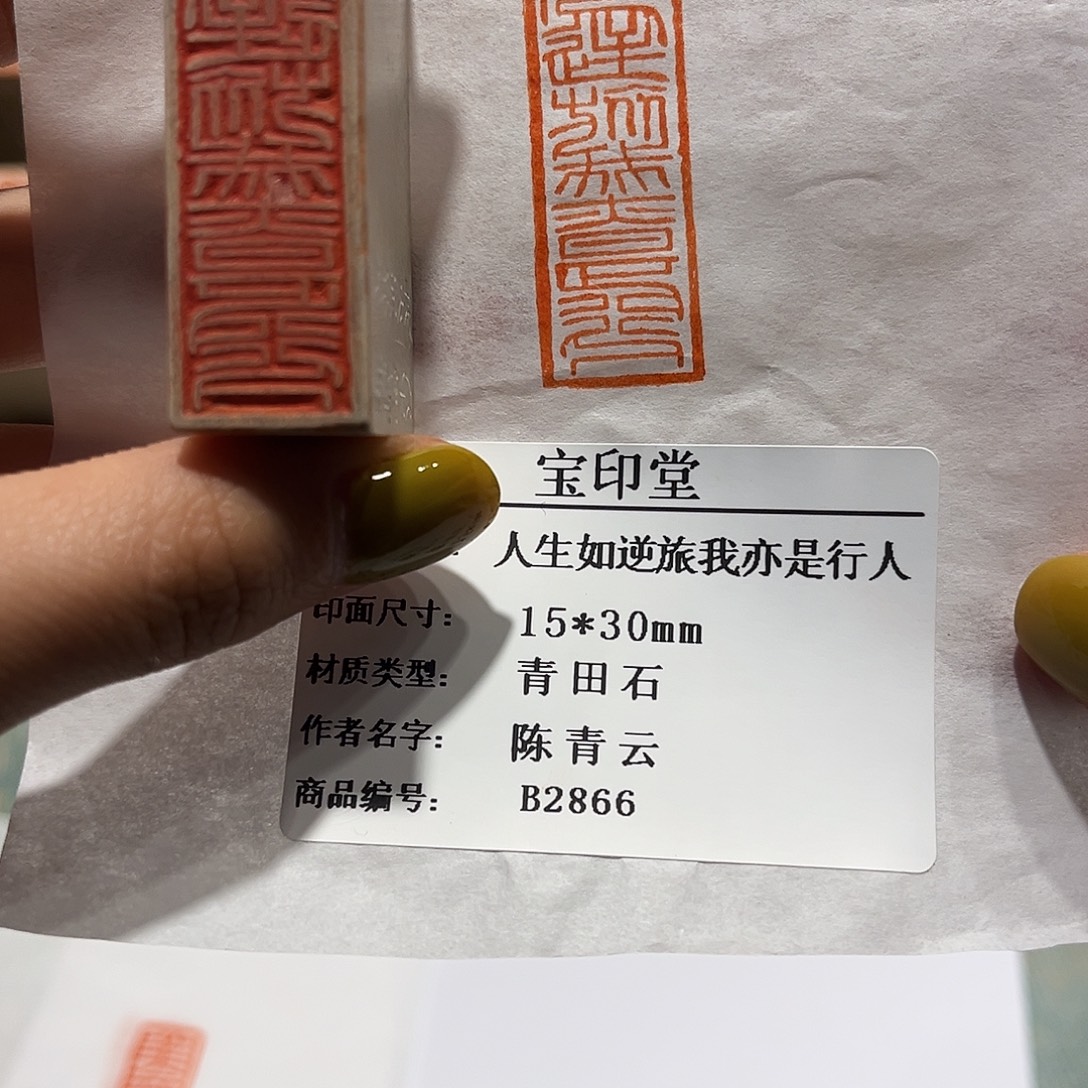 宝印堂
人生如逆旅我亦是行人
印面尺寸: 15*30mm
材质类型: 青田石
作者名字: 陈青云
商品编号: B2866